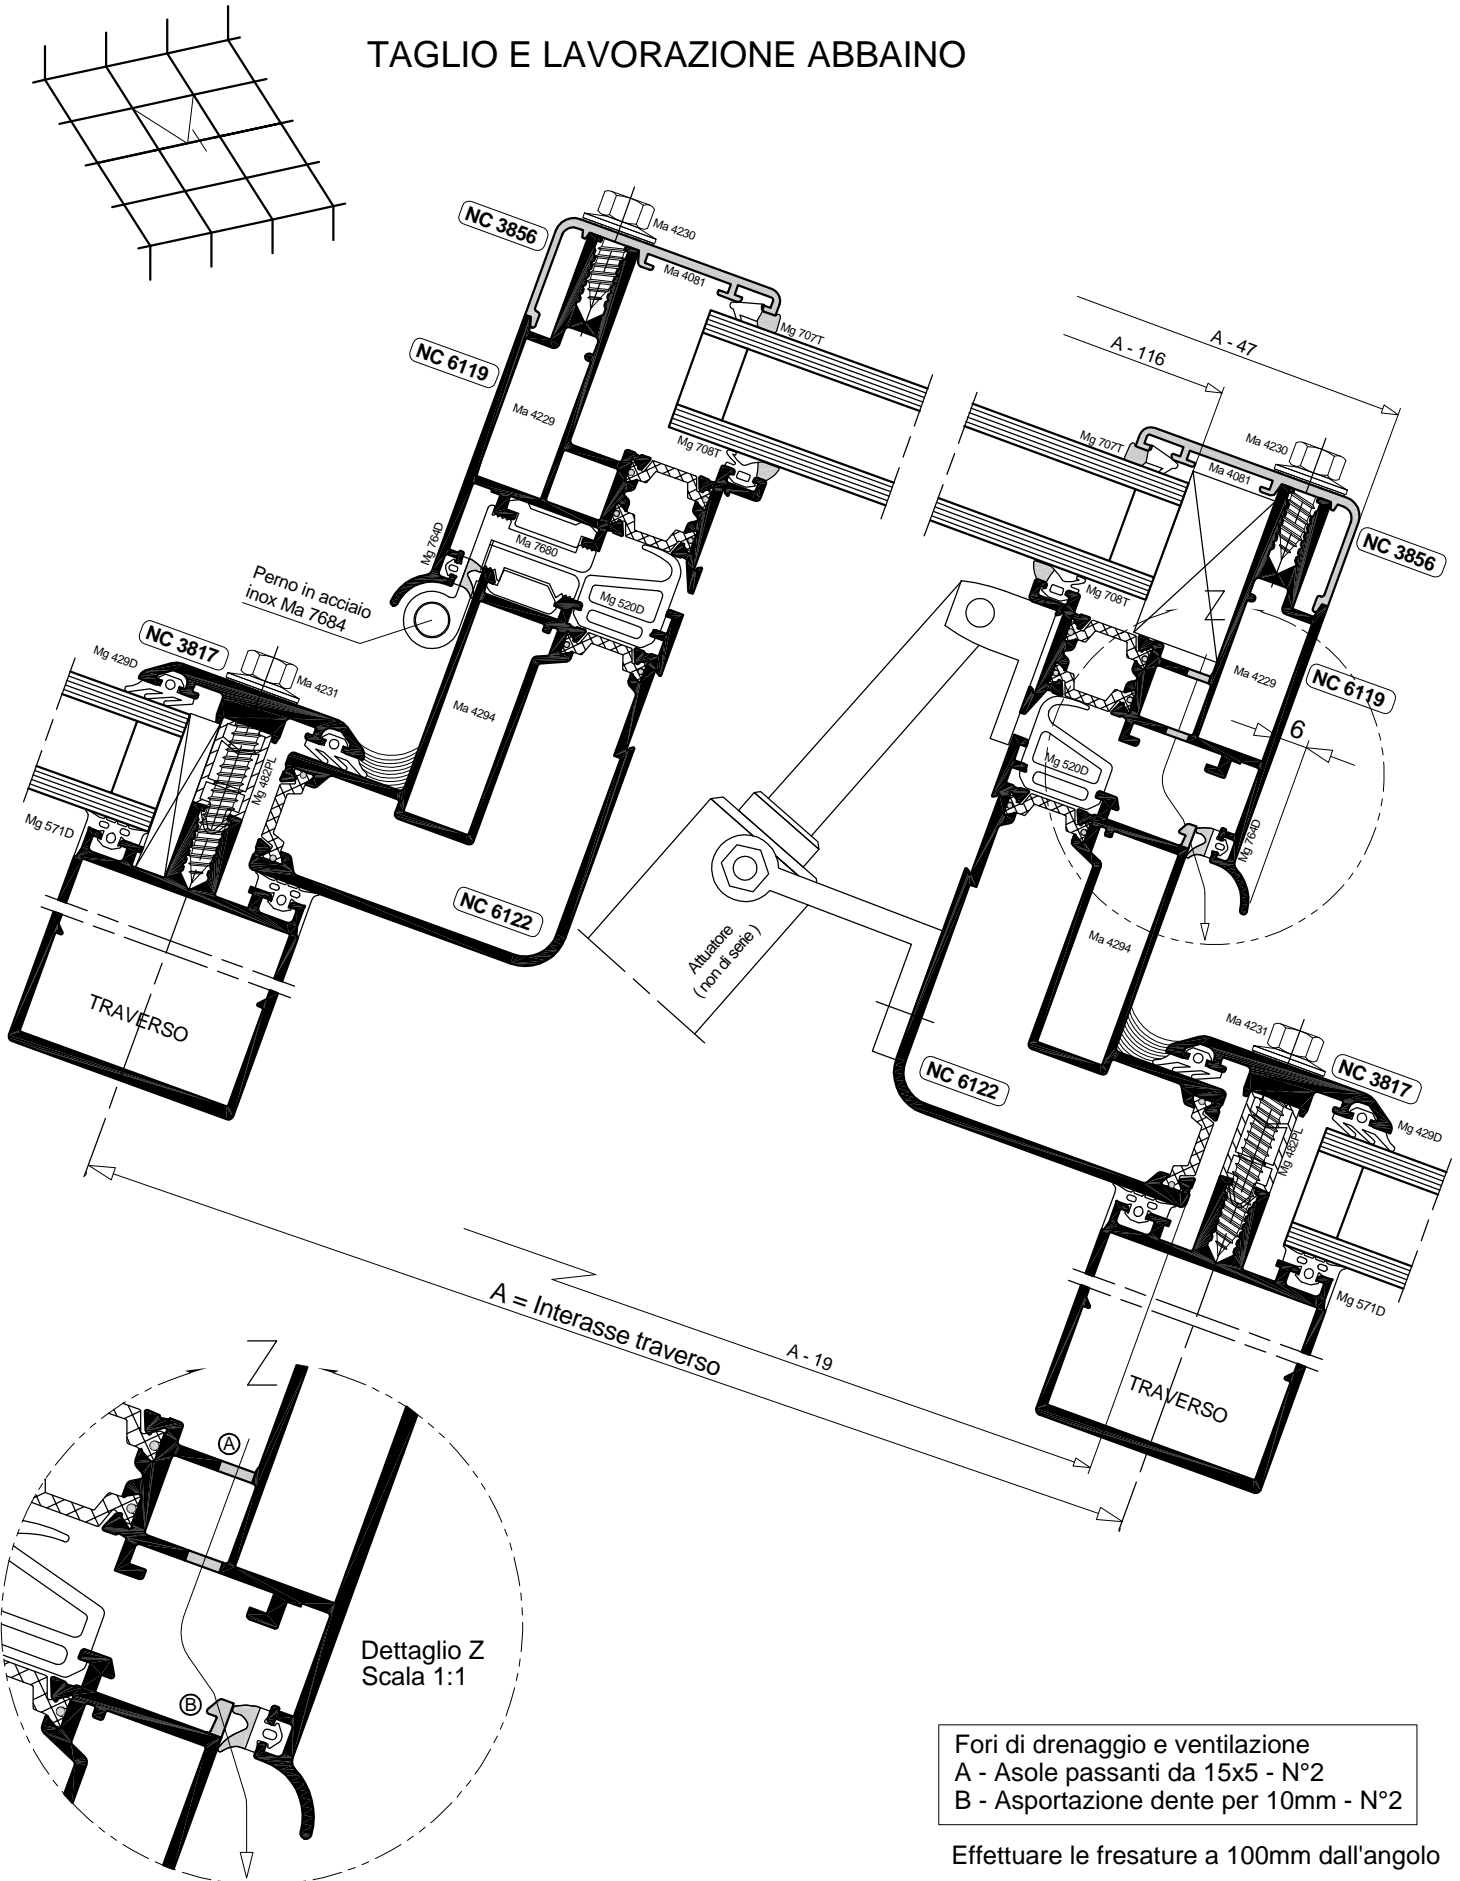 TAGLIO E LAVORAZIONE ABBAINO
NC 3856
Ma 4230
Ma 4081
Mg 707T
NC 6119
Ma 4229
Mg 708T
A - 47
A - 116
Mg 707T
Ma 4230
Ma 4081
NC 3856
Mg 764D
Ma 7680
Mg 520D
Perno in acciaio
inox Ma 7684
Mg 708T
Z
Ma 4229
NC 6119
6
NC 3817
Mg 429D
Ma 4231
Ma 4294
Mg 482PL
Mg 571D
Mg 520D
Mg 764D
NC 6122
Attuatore
( non di serie )
Ma 4294
TRAVERSO
Ma 4231
NC 3817
NC 6122
Mg 429D
Mg 482PL
Mg 571D
A = Interasse traverso
A - 19
TRAVERSO
Z
A
Dettaglio Z
Scala 1:1
B
Fori di drenaggio e ventilazione
A - Asole passanti da 15x5 - N°2
B - Asportazione dente per 10mm - N°2
Effettuare le fresature a 100mm dall'angolo